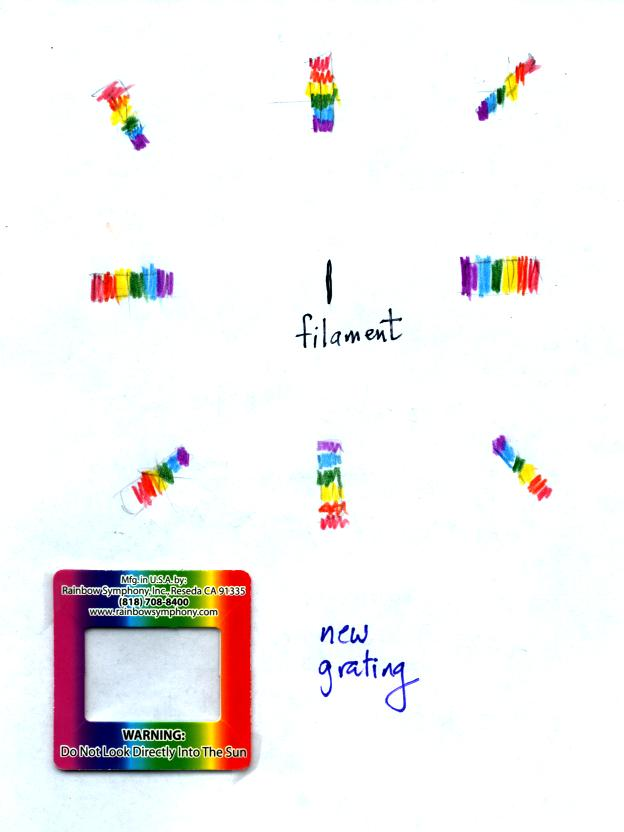 filament
Mfg. in U.S.A. by:
Rainbow Symphony, Inc. Reseda CA 91335
(818) 708-8400
www.rainbowsymphony.com
new
grating
WARNING:
Do Not Look Directly Into The Sun